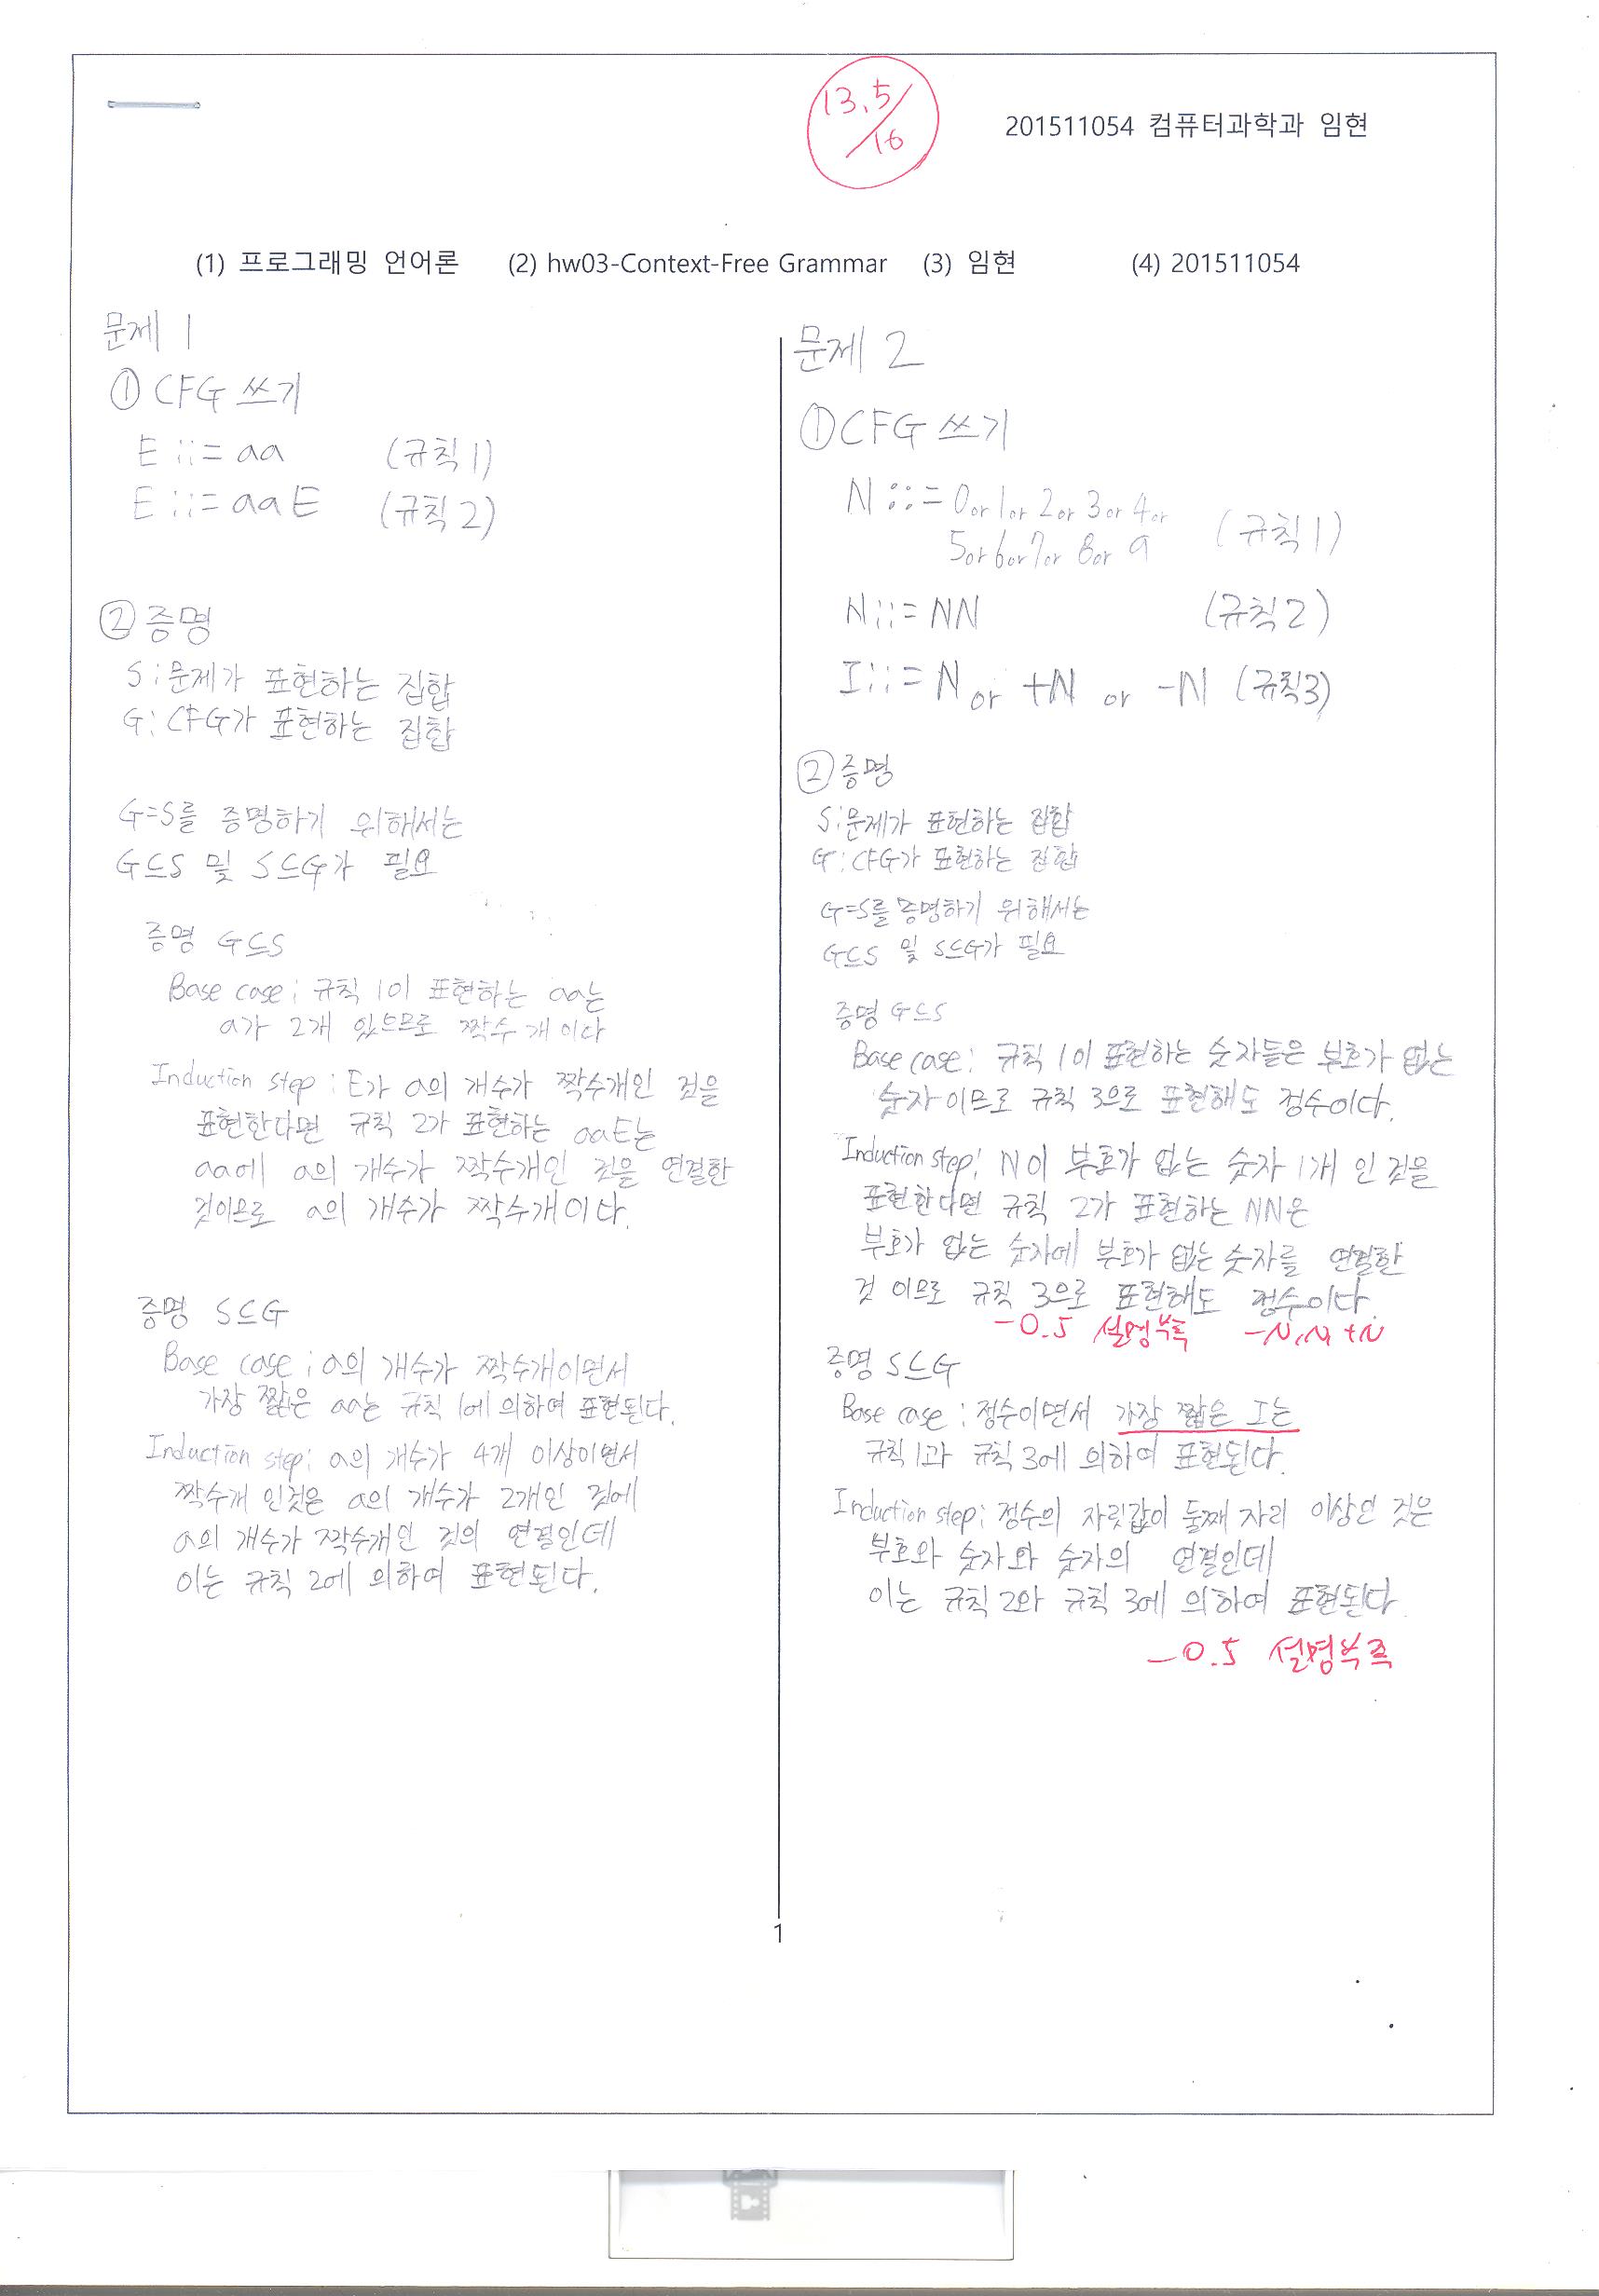 13.5/16
201511054 컴퓨터과학과 임현
(1) 프로그래밍 언어론 (2) hw03-Context-Free Grammar (3) 임현 (4) 201511054
문제 1
① CFG 쓰기
E ::= aa (규칙 1)
E ::= aaE (규칙 2)
② 증명
S : 문제가 표현하는 집합
G : CFG가 표현하는 집합
G=S를 증명하기 위해서는
G⊆S 및 S⊆G가 필요
증명 G⊆S
Base case : 규칙 1이 표현하는 aa는
a가 2개 있으므로 짝수 개이다
Induction step : E가 a의 개수가 짝수개인 것을
표현한다면 규칙 2가 표현하는 aaE는
aa에 a의 개수가 짝수개인 것을 연결한
것이므로 a의 개수가 짝수개이다.
증명 S⊆G
Base case : a의 개수가 짝수개이면서
가장 짧은 aa는 규칙 1에 의하여 표현된다.
Induction step : a의 개수가 4개 이상이면서
짝수개 인것은 a의 개수가 2개인 것에
a의 개수가 짝수개인 것의 연결인데
이는 규칙 2에 의하여 표현된다.
문제 2
① CFG 쓰기
N ::= 0 or 1 or 2 or 3 or 4 or
5 or 6 or 7 or 8 or 9 (규칙 1)
N ::= NN (규칙 2)
I ::= N or +N or -N (규칙3)
② 증명
S : 문제가 표현하는 집합
G : CFG가 표현하는 집합
G=S를 증명하기 위해서는
G⊆S 및 S⊆G가 필요
증명 G⊆S
Base case : 규칙 1이 표현하는 숫자들은 부호가 없는
숫자이므로 규칙 3으로 표현해도 정수이다.
Induction step : N이 부호가 없는 숫자 1개 인 것을
표현한다면 규칙 2가 표현하는 NN은
부호가 없는 숫자에 부호가 없는 숫자를 연결한
것 이므로 규칙 3으로 표현해도 정수이다.
-0.5 설명부족 -N, N, +N
증명 S⊆G
Base case : 정수이면서 가장 짧은 I는
규칙 1과 규칙 3에 의하여 표현된다.
Induction step : 정수의 자릿값이 둘째 자리 이상인 것은
부호와 숫자와 숫자의 연결인데
이는 규칙 2와 규칙 3에 의하여 표현된다
-0.5 설명부족
1